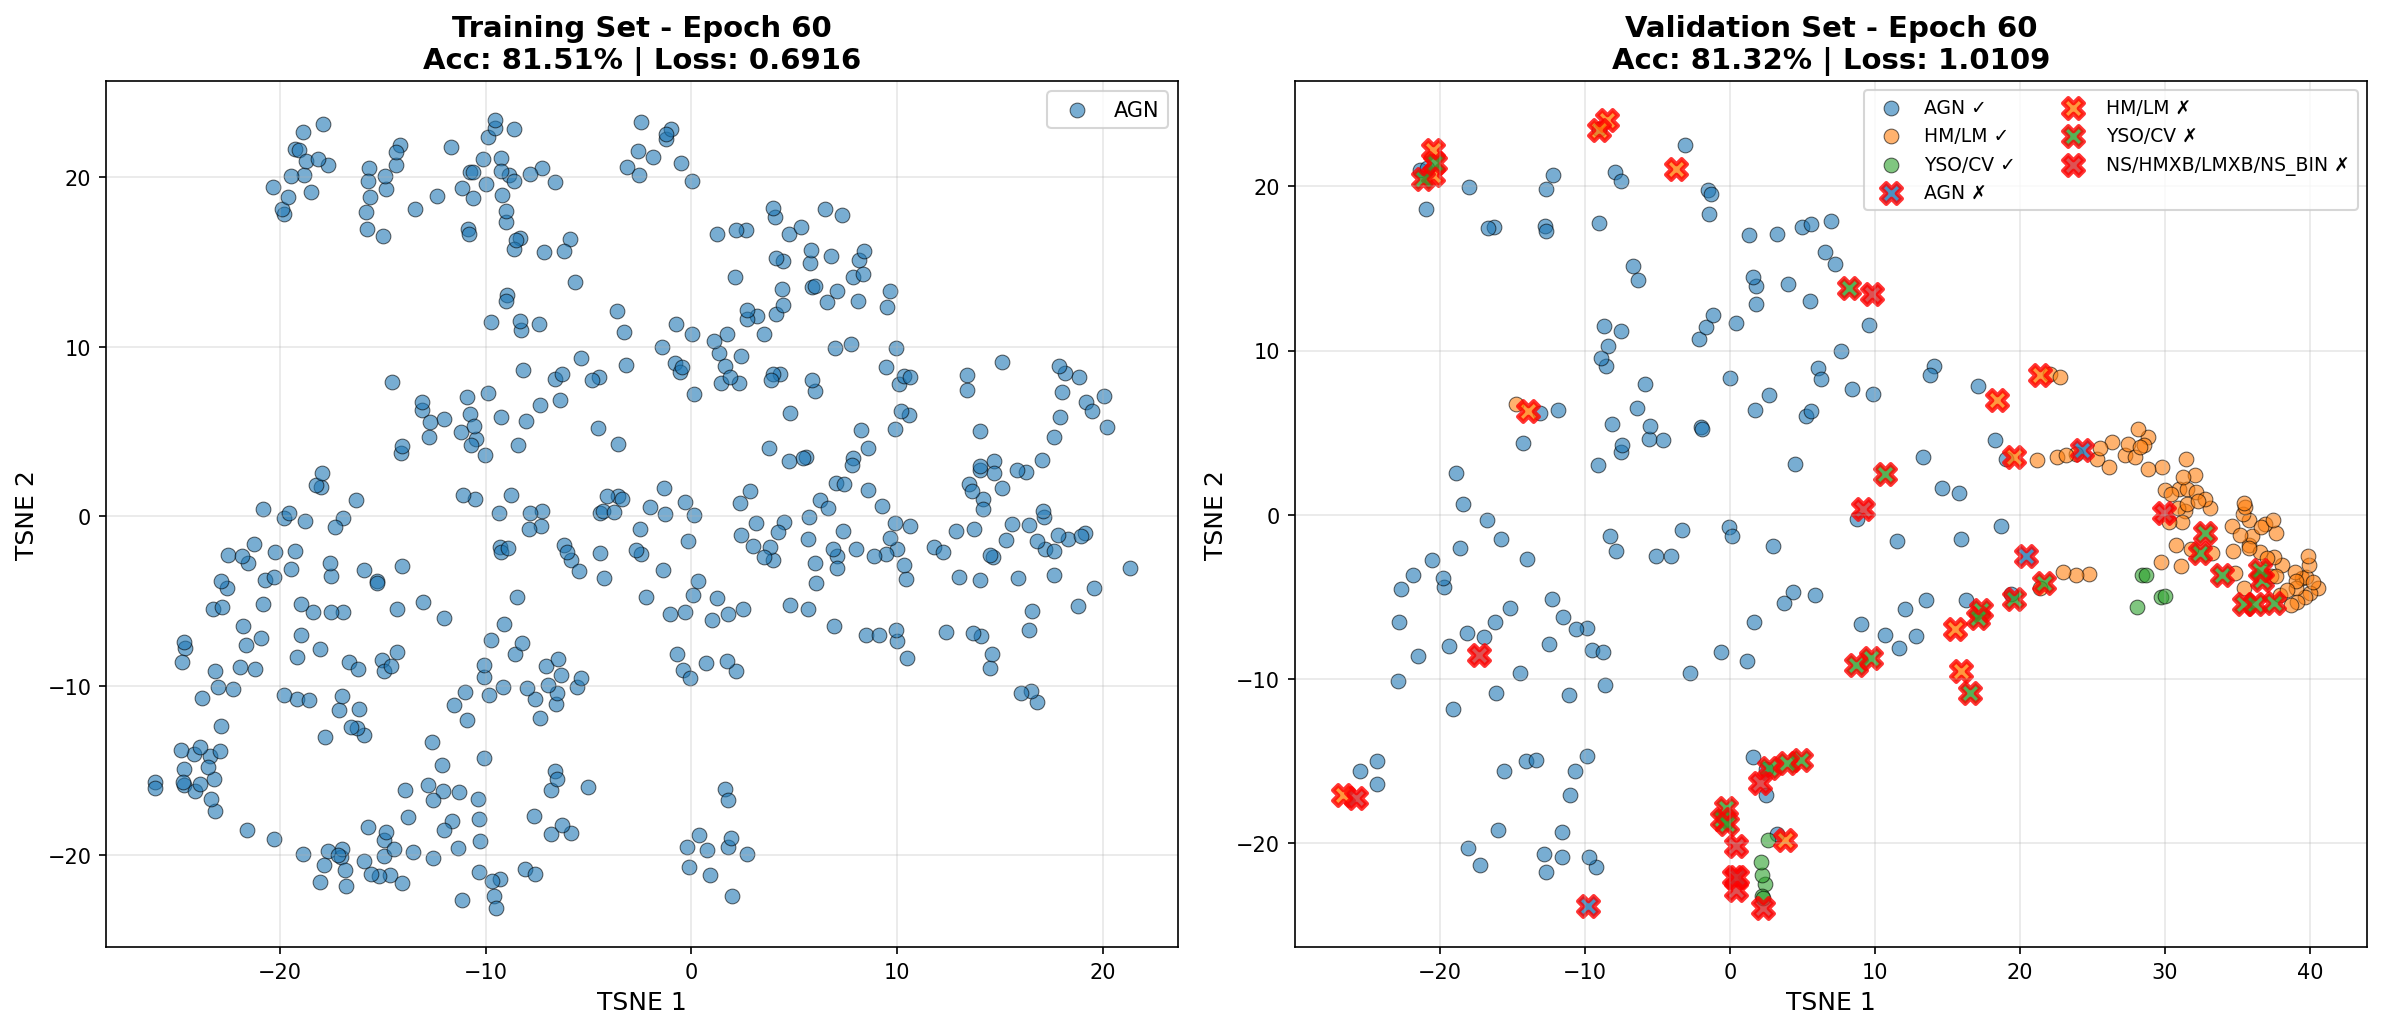 Training Set - Epoch 60
Acc: 81.51% | Loss: 0.6916
AGN
20
10
0
−10
−20
TSNE 2
−20
−10
0
10
20
TSNE 1
Validation Set - Epoch 60
Acc: 81.32% | Loss: 1.0109
AGN ✓
HM/LM ✓
YSO/CV ✓
AGN ✗
HM/LM ✗
YSO/CV ✗
NS/HMXB/LMXB/NS_BIN ✗
20
10
0
−10
−20
TSNE 2
−20
−10
0
10
20
30
40
TSNE 1